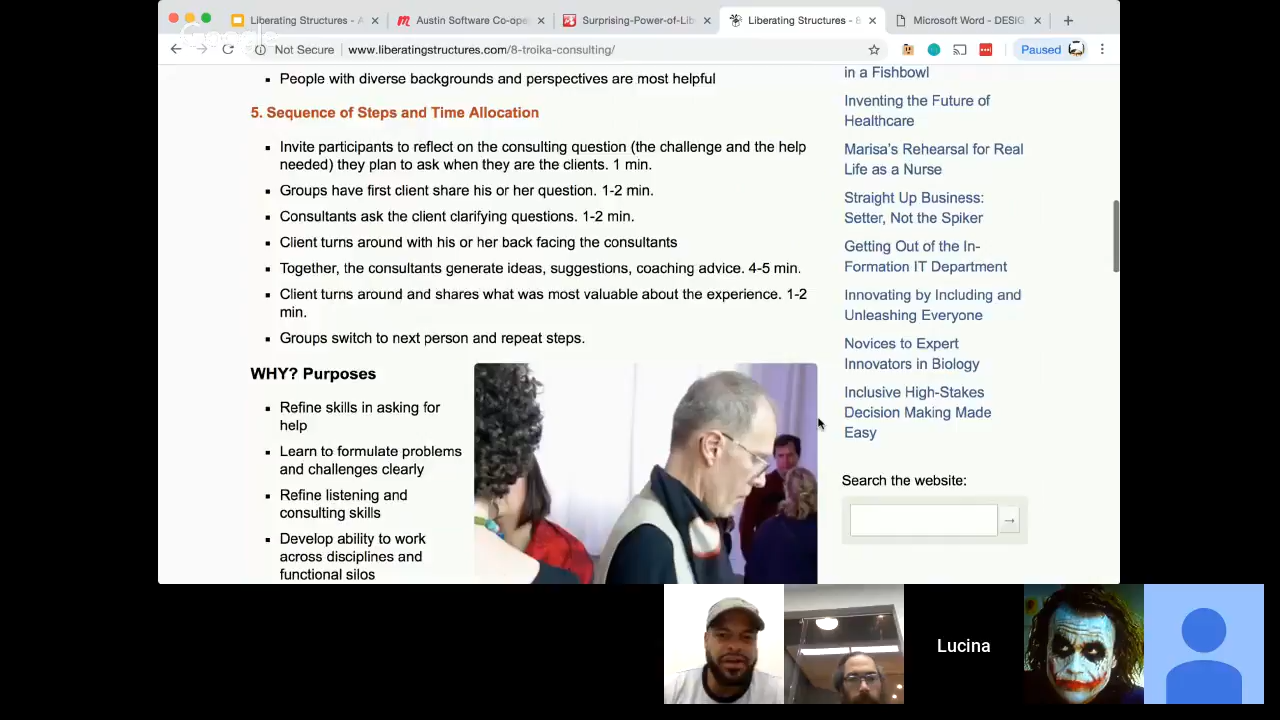 Liberating Structures - A
Austin Software Co-ope
Surprising-Power-of-Lib
Liberating Structures - 8
Microsoft Word - DESIG
Google
Not Secure | www.liberatingstructures.com/8-troika-consulting/
Paused
People with diverse backgrounds and perspectives are most helpful
5. Sequence of Steps and Time Allocation
Invite participants to reflect on the consulting question (the challenge and the help
needed) they plan to ask when they are the clients. 1 min.
Groups have first client share his or her question. 1-2 min.
Consultants ask the client clarifying questions. 1-2 min.
Client turns around with his or her back facing the consultants
Together, the consultants generate ideas, suggestions, coaching advice. 4-5 min.
Client turns around and shares what was most valuable about the experience. 1-2
min.
Groups switch to next person and repeat steps.
WHY? Purposes
Refine skills in asking for
help
Learn to formulate problems
and challenges clearly
Refine listening and
consulting skills
Develop ability to work
across disciplines and
functional silos
in a Fishbowl
Inventing the Future of
Healthcare
Marisa's Rehearsal for Real
Life as a Nurse
Straight Up Business:
Setter, Not the Spiker
Getting Out of the In-
Formation IT Department
Innovating by Including and
Unleashing Everyone
Novices to Expert
Innovators in Biology
Inclusive High-Stakes
Decision Making Made
Easy
Search the website:
Lucina